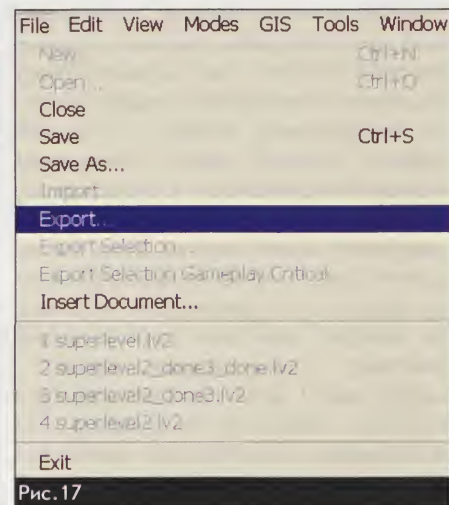 File Edit View Modes GIS Tools Window
New Ctrl+N
Open... Ctrl+O
Close
Save Ctrl+S
Save As...
Import...
Export...
Export Selection...
Export Selection Gameplay Critical...
Insert Document...
1 superlevel.lv2
2 superlevel2_done3_done.lv2
3 superlevel2_done3.lv2
4 superlevel2.lv2
Exit
Рис.17